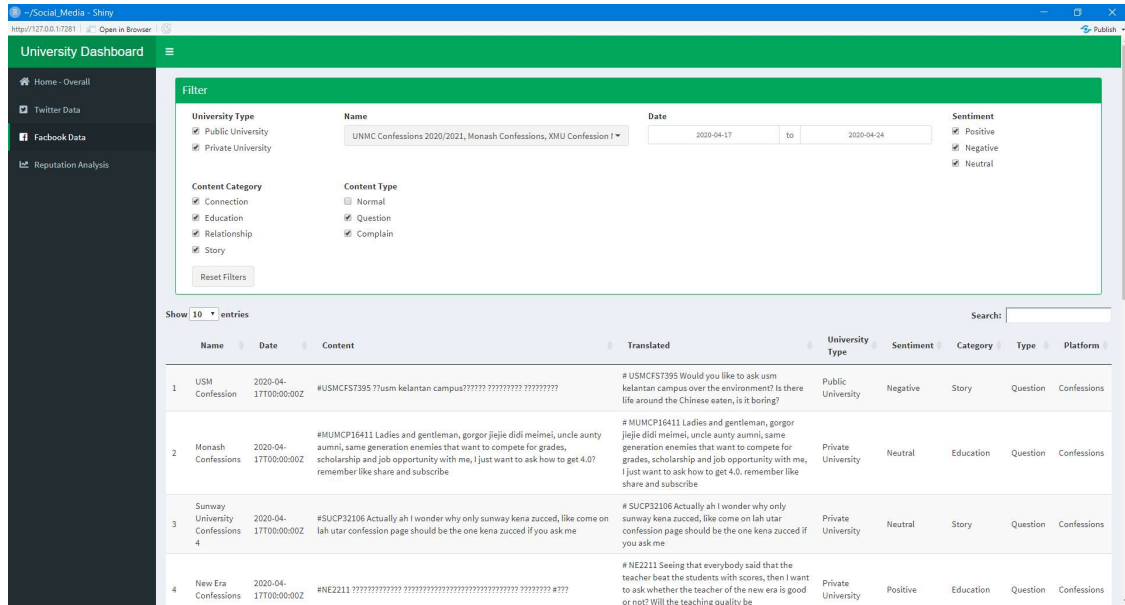 ~/Social_Media - Shiny
http://127.0.0.1:7281 Open in Browser Publish
University Dashboard
Home - Overall
Twitter Data
Facbook Data
Reputation Analysis
Filter
University Type Name Date Sentiment
Public University UNMC Confessions 2020/2021, Monash Confessions, XMU Confession 2020-04-17 to 2020-04-24 Positive
Private University Negative
Neutral
Content Category Content Type
Connection Normal
Education Question
Relationship Complain
Story
Reset Filters
Show 10 entries Search:
Name Date Content Translated University Type Sentiment Category Type Platform
1 USM Confession 2020-04-17T00:00:00Z #USMCFS7395 ??usm kelantan campus?????? ????????? ?????????
# USMCFS7395 Would you like to ask usm
kelantan campus over the environment? Is there
life around the Chinese eaten, is it boring?
Public University Negative Story Question Confessions
2 Monash Confessions 2020-04-17T00:00:00Z
#MUMCP16411 Ladies and gentleman, gorgor jiejie didi meimei, uncle aunty
aumni, same generation enemies that want to compete for grades,
scholarship and job opportunity with me, I just want to ask how to get 4.0?
remember like share and subscribe
# MUMCP16411 Ladies and gentleman, gorgor
jiejie didi meimei, uncle aunty aumni, same
generation enemies that want to compete for
grades, scholarship and job opportunity with me,
I just want to ask how to get 4.0. remember like
share and subscribe
Private University Neutral Education Question Confessions
3 Sunway University Confessions 4 2020-04-17T00:00:00Z
#SUCP32106 Actually ah I wonder why only sunway kena zucced, like come on
lah utar confession page should be the one kena zucced if you ask me
# SUCP32106 Actually ah I wonder why only
sunway kena zucced, like come on lah utar
confession page should be the one kena zucced if
you ask me
Private University Neutral Story Question Confessions
4 New Era Confessions 2020-04-17T00:00:00Z
#NE2211 ????????????? ?????????????????????????????? ???????? #???
# NE2211 Seeing that everybody said that the
teacher beat the students with scores, then I want
to ask whether the teacher of the new era is good
or not? Will the teaching quality be
Private University Positive Education Question Confessions